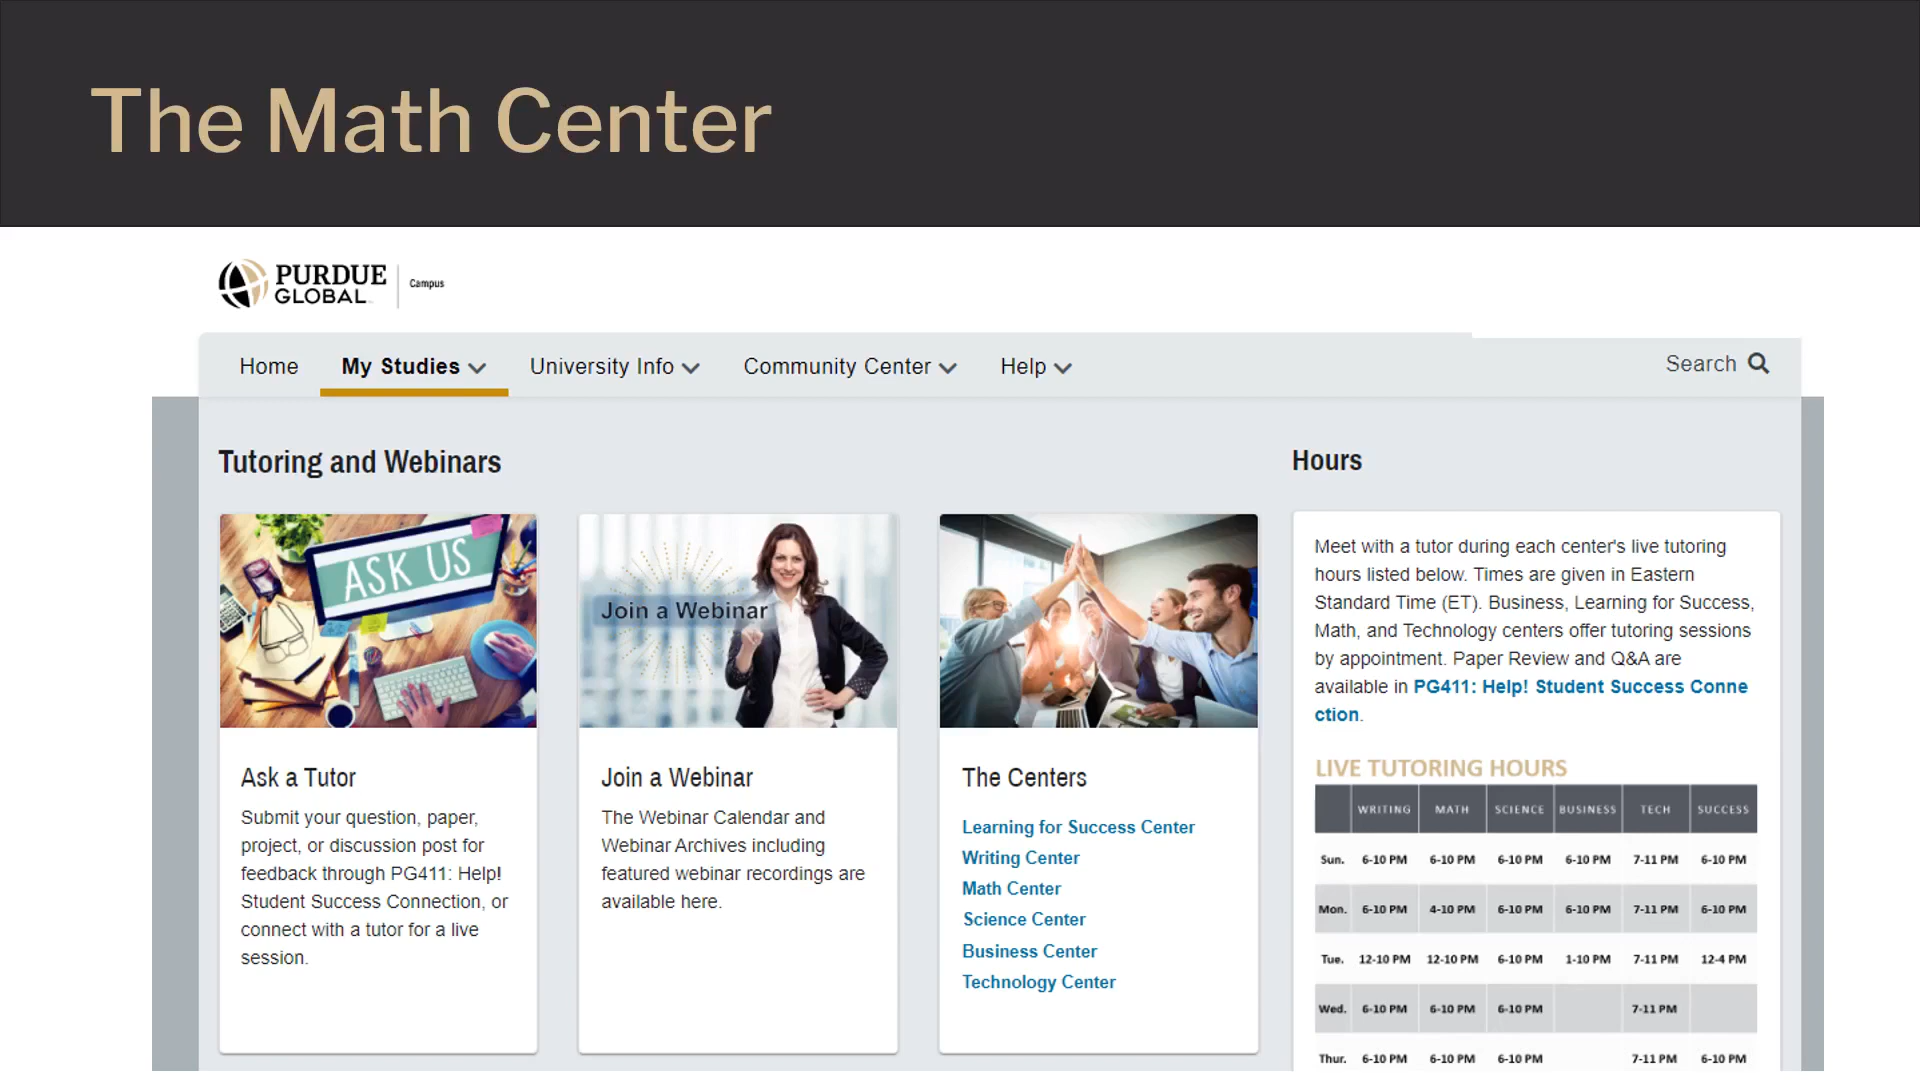 The Math Center
PURDUE
GLOBAL
Campus
Home
My Studies
University Info
Community Center
Help
Search
Tutoring and Webinars
ASK US
Ask a Tutor
Submit your question, paper,
project, or discussion post for
feedback through PG411: Help!
Student Success Connection, or
connect with a tutor for a live
session.
Join a Webinar
Join a Webinar
The Webinar Calendar and
Webinar Archives including
featured webinar recordings are
available here.
The Centers
Learning for Success Center
Writing Center
Math Center
Science Center
Business Center
Technology Center
Hours
Meet with a tutor during each center's live tutoring
hours listed below. Times are given in Eastern
Standard Time (ET). Business, Learning for Success,
Math, and Technology centers offer tutoring sessions
by appointment. Paper Review and Q&A are
available in PG411: Help! Student Success Conne
ction.
LIVE TUTORING HOURS
WRITING MATH SCIENCE BUSINESS TECH SUCCESS
Sun. 6-10 PM 6-10 PM 6-10 PM 6-10 PM 7-11 PM 6-10 PM
Mon. 6-10 PM 4-10 PM 6-10 PM 6-10 PM 7-11 PM 6-10 PM
Tue. 12-10 PM 12-10 PM 6-10 PM 1-10 PM 7-11 PM 12-4 PM
Wed. 6-10 PM 6-10 PM 6-10 PM 7-11 PM
Thur. 6-10 PM 6-10 PM 6-10 PM 7-11 PM 6-10 PM